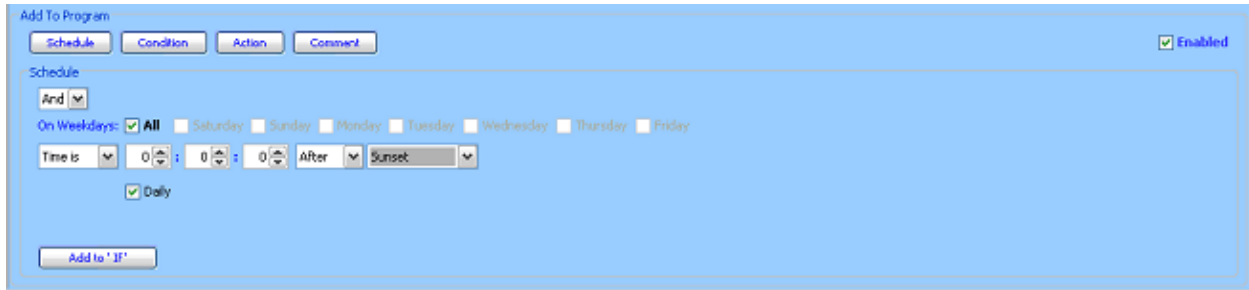 Add To Program
Schedule Condition Action Comment Enabled
Schedule
And
On Weekdays: All Saturday Sunday Monday Tuesday Wednesday Thursday Friday
Time is 0 : 0 : 0 After Sunset
Daily
Add to 'IF'